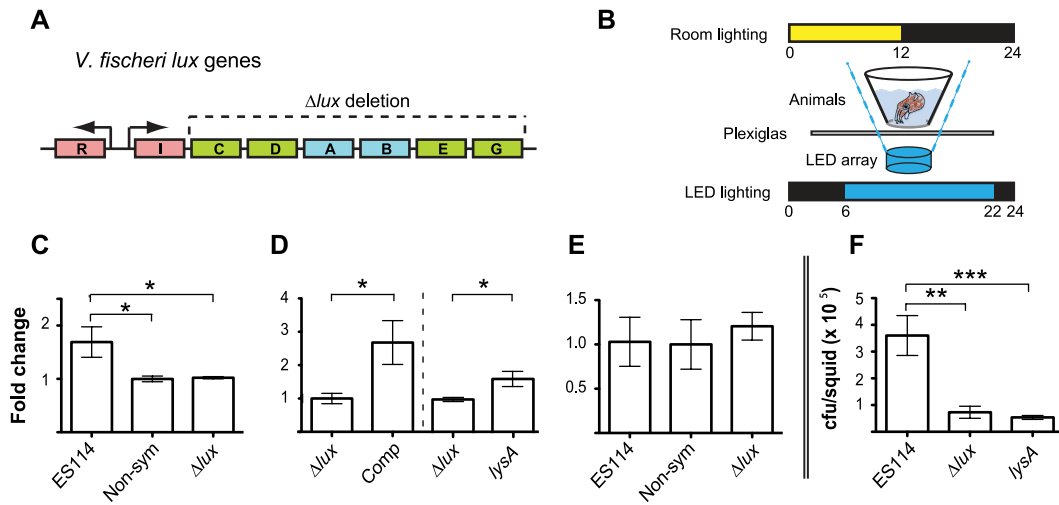 A
V. fischeri lux genes
Δlux deletion
R I C D A B E G
B
Room lighting
0 12 24
Animals
Plexiglas
LED array
LED lighting
0 6 22 24
C
Fold change
2
1
*
*
ES114 Non-sym Δlux
D
4
3
2
1
* *
Δlux Comp Δlux lysA
E
1.5
1.0
0.5
ES114 Non-sym Δlux
F
cfu/squid (x 10 5)
5
4
3
2
1
***
**
ES114 Δlux lysA